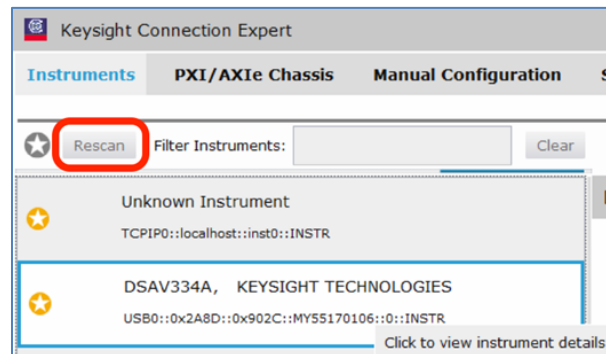 Keysight Connection Expert
Instruments PXI/AXIe Chassis Manual Configuration
Rescan Filter Instruments: Clear
Unknown Instrument
TCPIP0::localhost::inst0::INSTR
DSAV334A, KEYSIGHT TECHNOLOGIES
USB0::0x2A8D::0x902C::MY55170106::0::INSTR
Click to view instrument details